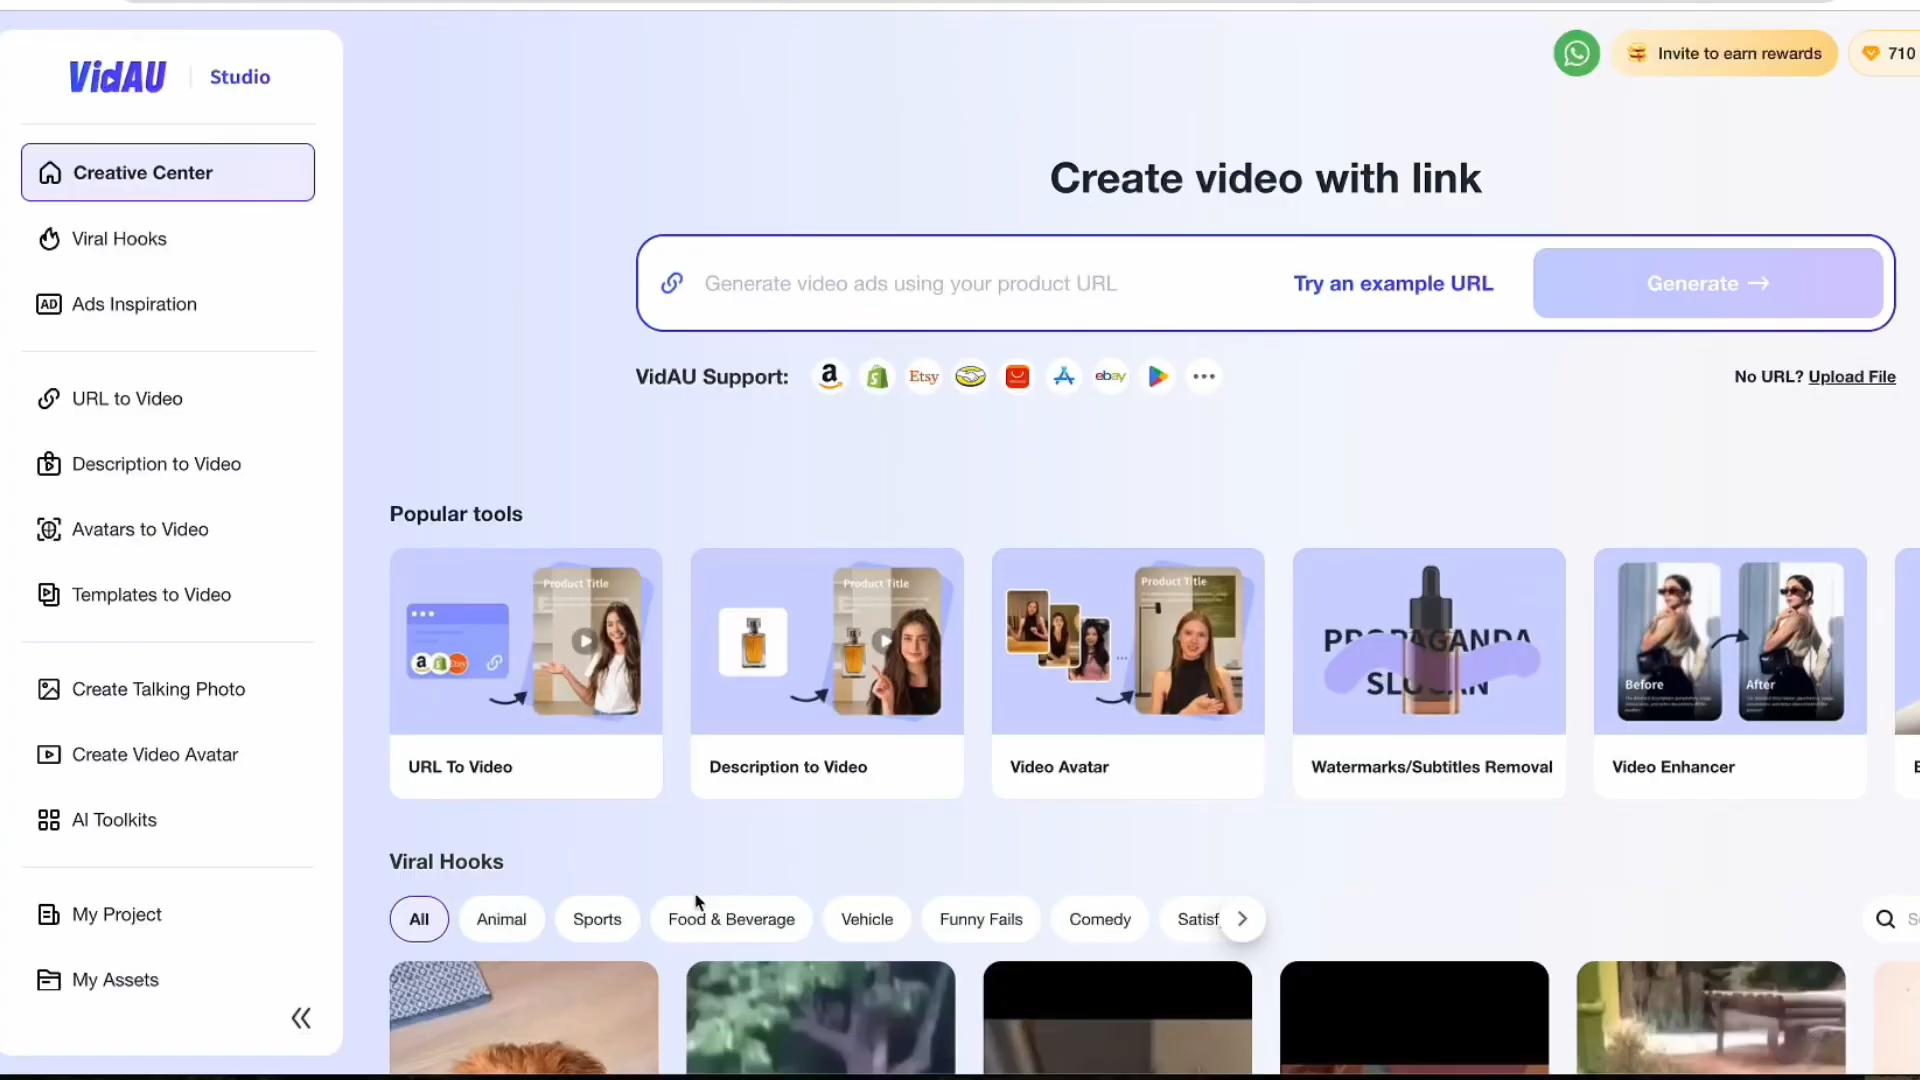 VidAU Studio
Invite to earn rewards
710
Creative Center
Viral Hooks
Ads Inspiration
URL to Video
Description to Video
Avatars to Video
Templates to Video
Create Talking Photo
Create Video Avatar
AI Toolkits
My Project
My Assets
Create video with link
Generate video ads using your product URL
Try an example URL
Generate
VidAU Support:
a
Etsy
ebay
No URL? Upload File
Popular tools
Product Title
a
Etsy
URL To Video
Product Title
Description to Video
Product Title
Video Avatar
PROPAGANDA
SLOGAN
Watermarks/Subtitles Removal
Before
After
Video Enhancer
Viral Hooks
All
Animal
Sports
Food & Beverage
Vehicle
Funny Fails
Comedy
Satisf